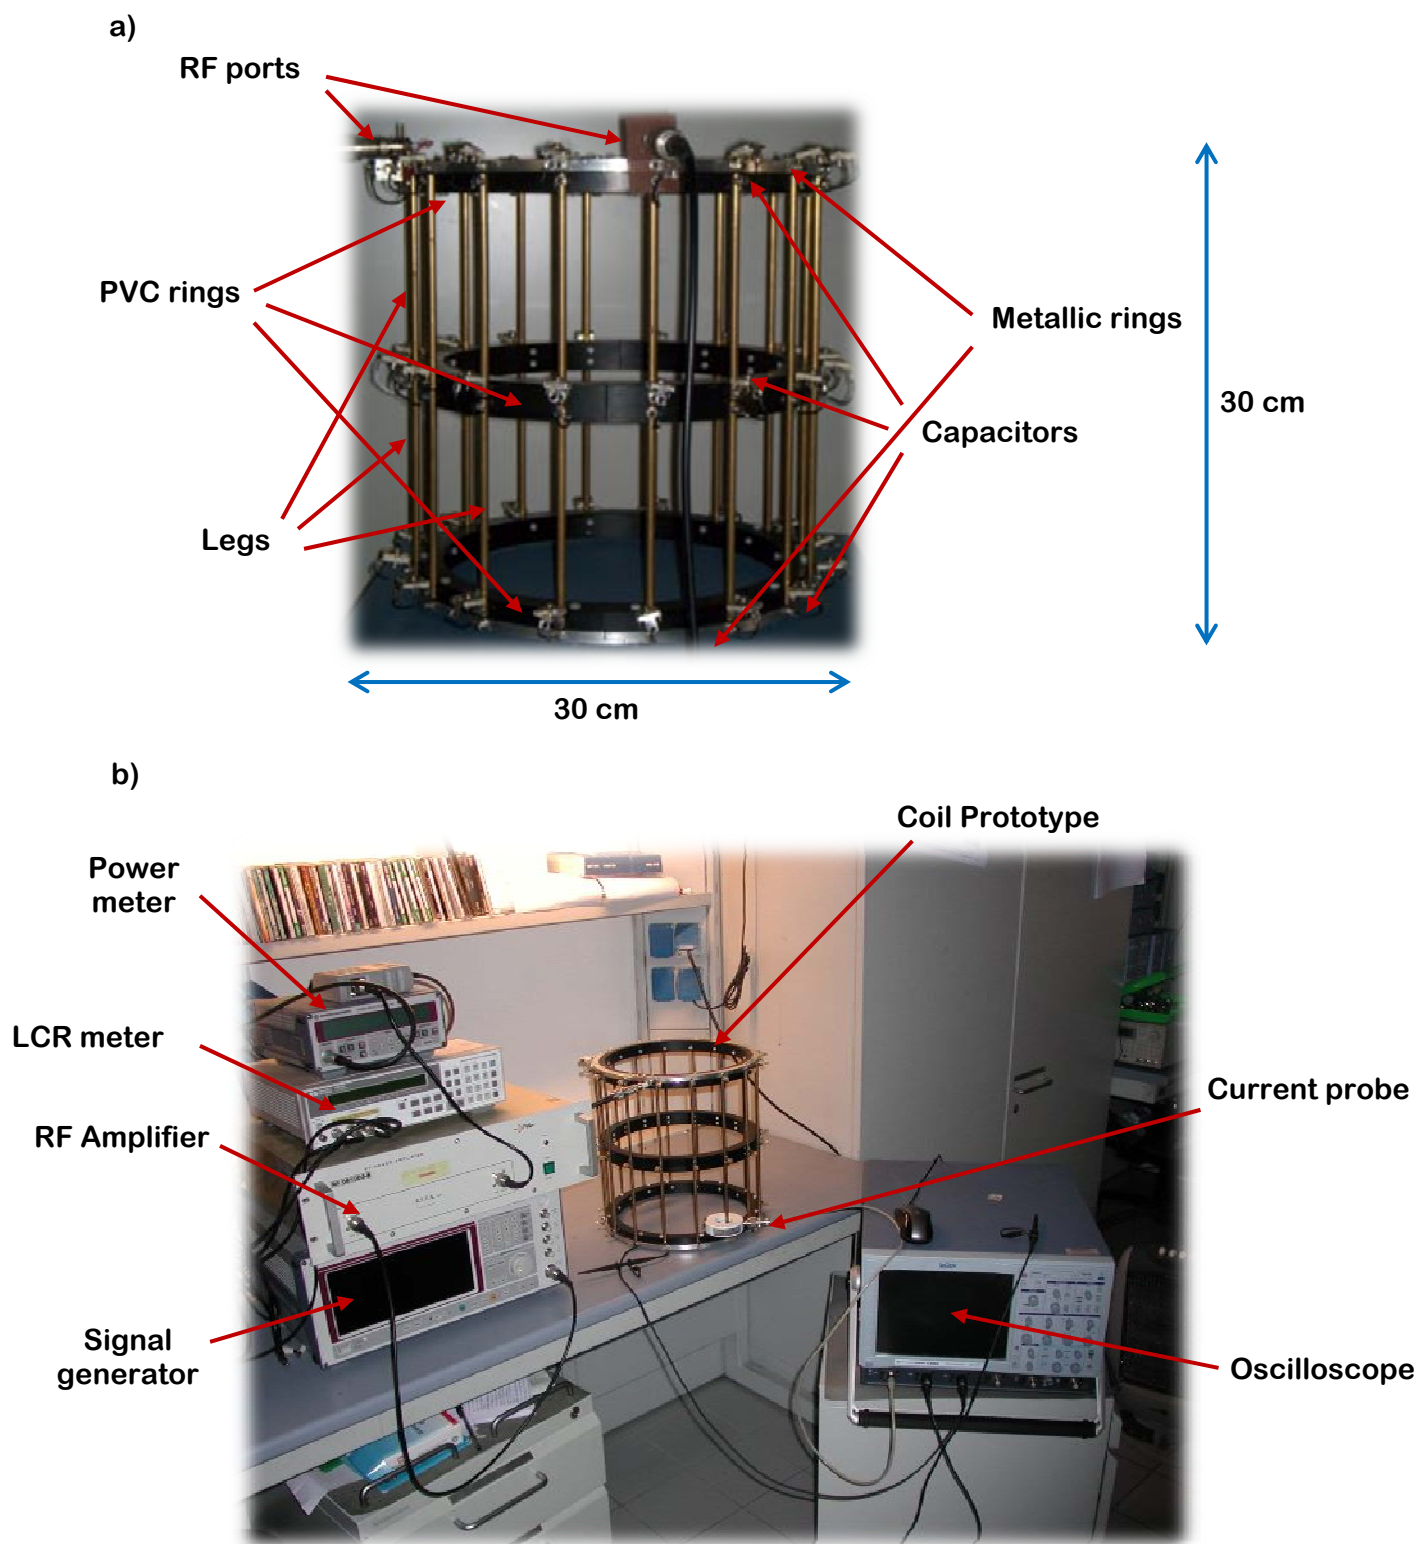 a)
RF ports
PVC rings
Metallic rings
30 cm
Capacitors
Legs
30 cm
b)
Coil Prototype
Power
meter
LCR meter
Current probe
RF Amplifier
Signal
generator
Oscilloscope